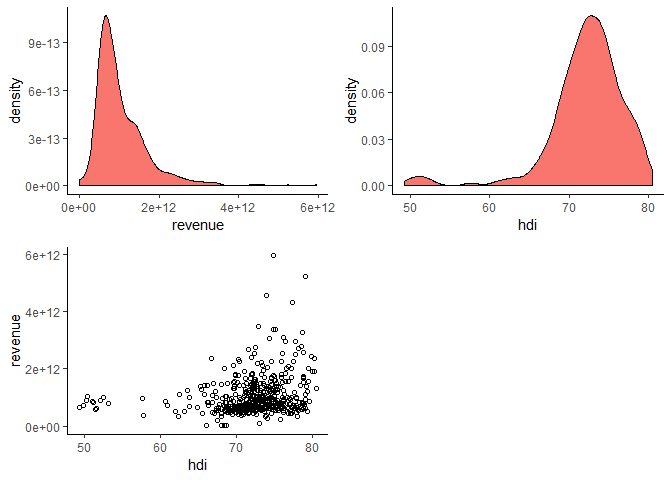 density
9e-13
6e-13
3e-13
0e+00
0e+00 2e+12 4e+12 6e+12
revenue
density
0.09
0.06
0.03
0.00
50 60 70 80
hdi
revenue
6e+12
4e+12
2e+12
0e+00
50 60 70 80
hdi